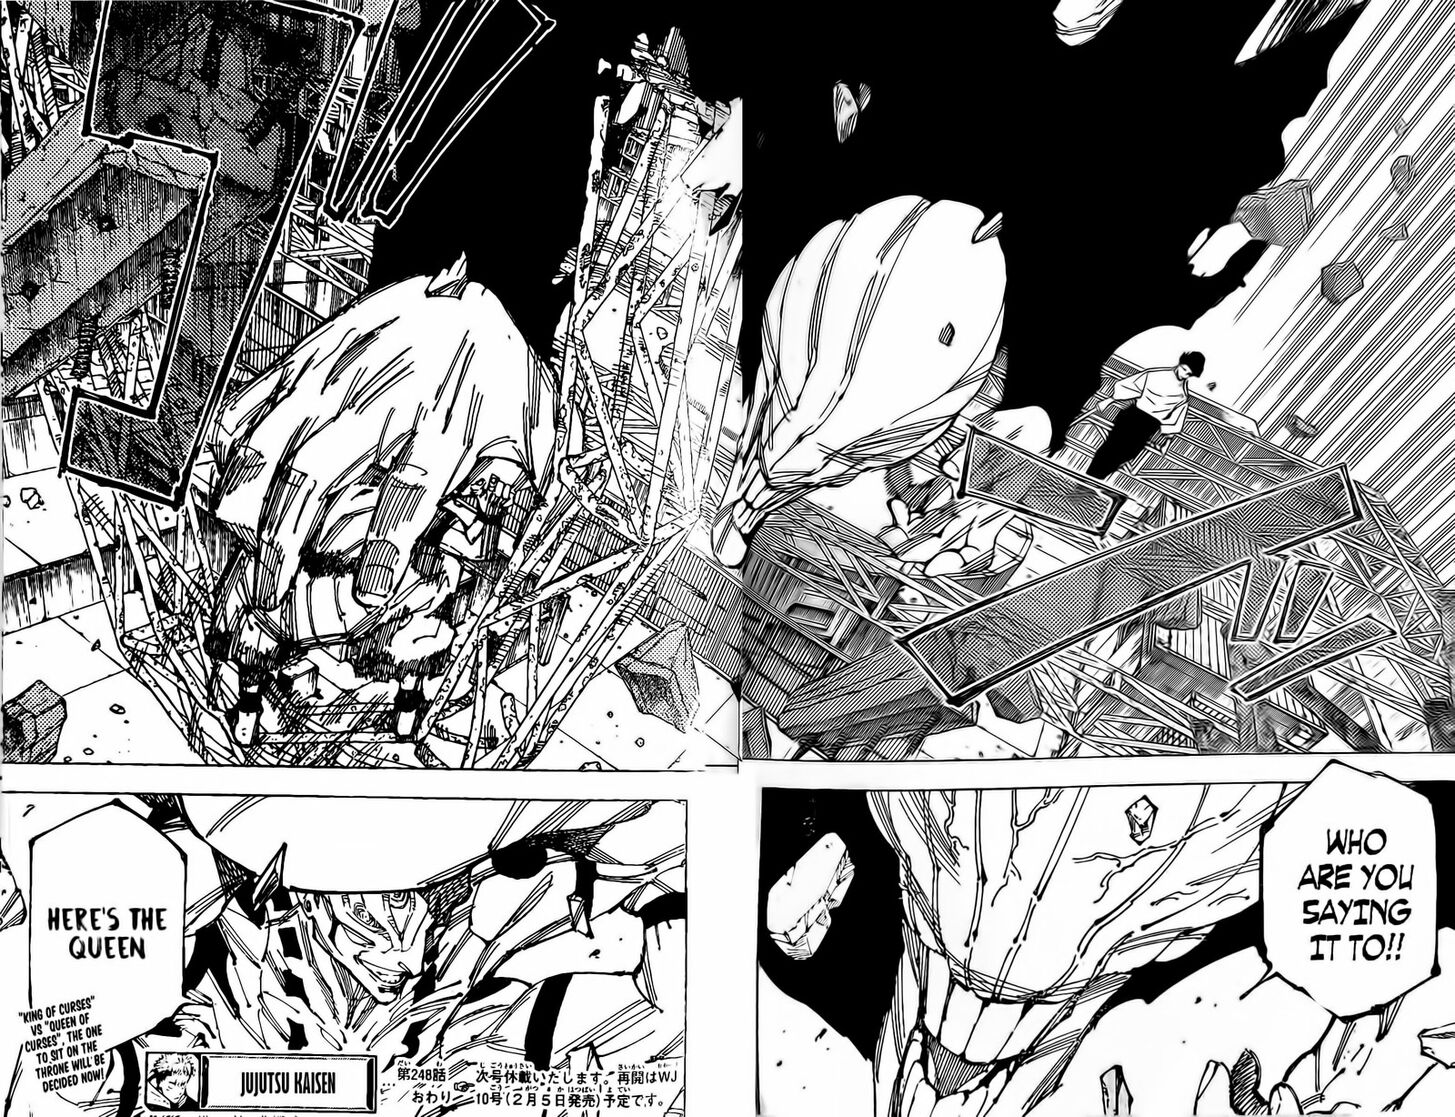 WHO
ARE YOU
SAYING
IT TO!!
HERE'S THE
QUEEN
"KING OF CURSES"
VS "QUEEN OF
CURSES", THE ONE
TO SIT ON THE
THRONE WILL BE
DECIDED NOW!
JUJUTSU KAISEN
第248話
おわり
次号休載いたします。再開はWJ
10号(2月5日発売)予定です。